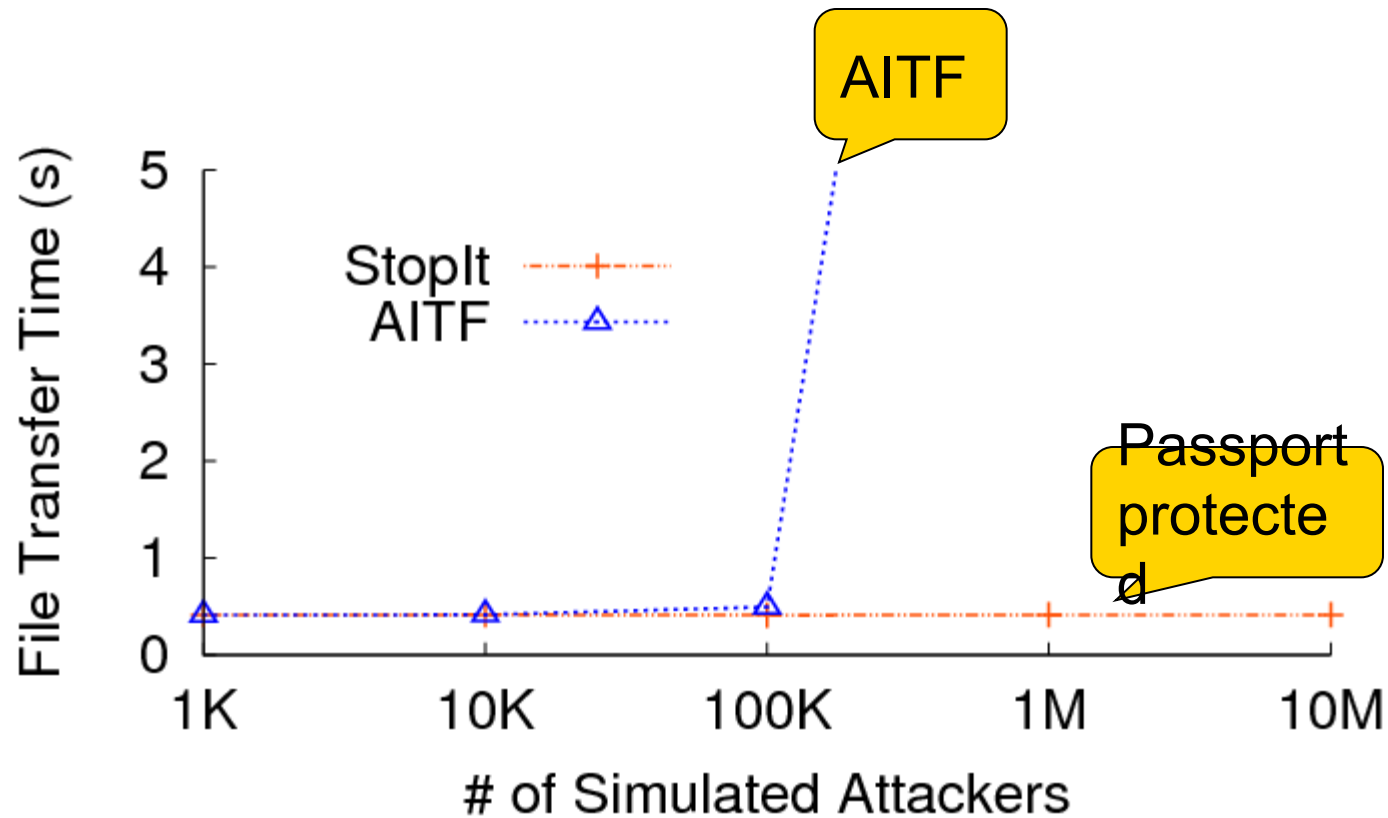 AITF
File Transfer Time (s)
5
4
3
2
1
0
StopIt
AITF
Passport
protecte
d
1K 10K 100K 1M 10M
# of Simulated Attackers